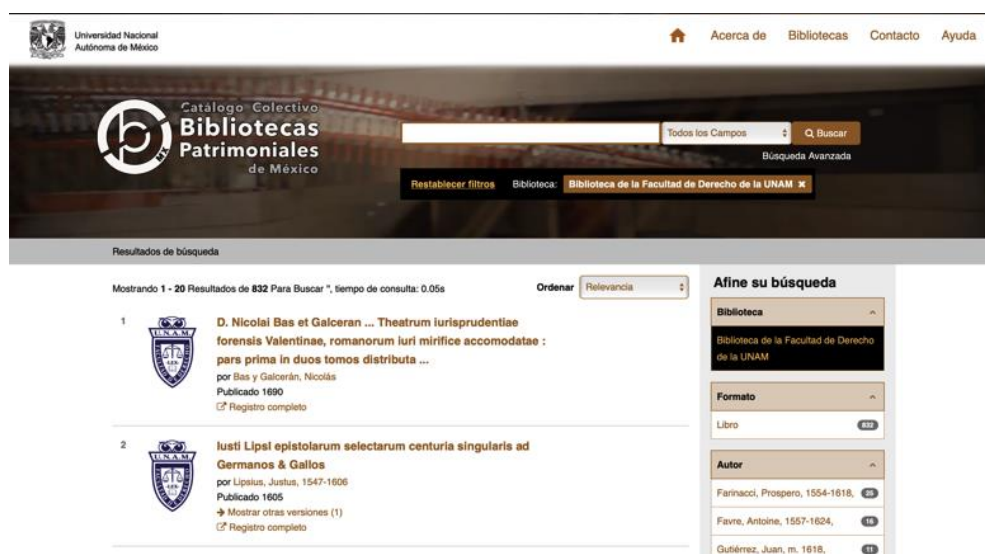 Universidad Nacional
Autónoma de México
Acerca de Bibliotecas Contacto Ayuda
Catálogo Colectivo
Bibliotecas
Patrimoniales
de México
MX
Todos los Campos Buscar
Búsqueda Avanzada
Restablecer filtros Biblioteca: Biblioteca de la Facultad de Derecho de la UNAM ✖
Resultados de búsqueda
Mostrando 1 - 20 Resultados de 832 Para Buscar '', tiempo de consulta: 0.05s
Ordenar Relevancia
1
U.N.A.M.
D. Nicolai Bas et Galceran ... Theatrum iurisprudentiae
forensis Valentinae, romanorum iuri mirifice accomodatae :
pars prima in duos tomos distributa ...
por Bas y Galcerán, Nicolás
Publicado 1690
Registro completo
2
U.N.A.M.
Iusti LipsI epistolarum selectarum centuria singularis ad
Germanos & Gallos
por Lipsius, Justus, 1547-1606
Publicado 1605
Mostrar otras versiones (1)
Registro completo
Afine su búsqueda
Biblioteca
Biblioteca de la Facultad de Derecho
de la UNAM
Formato
Libro 832
Autor
Farinacci, Prospero, 1554-1618, 25
Favre, Antoine, 1557-1624, 16
Gutiérrez, Juan, m. 1618, 11